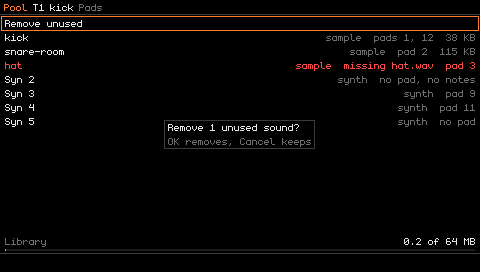 Pool T1 kick Pads
Remove unused
kick sample pads 1, 12 38 KB
snare-room sample pad 2 115 KB
hat sample missing hat.wav pad 3
Syn 2 synth no pad, no notes
Syn 3 synth pad 9
Syn 4 synth pad 11
Syn 5 synth no pad
Remove 1 unused sound?
OK removes, Cancel keeps
Library 0.2 of 64 MB